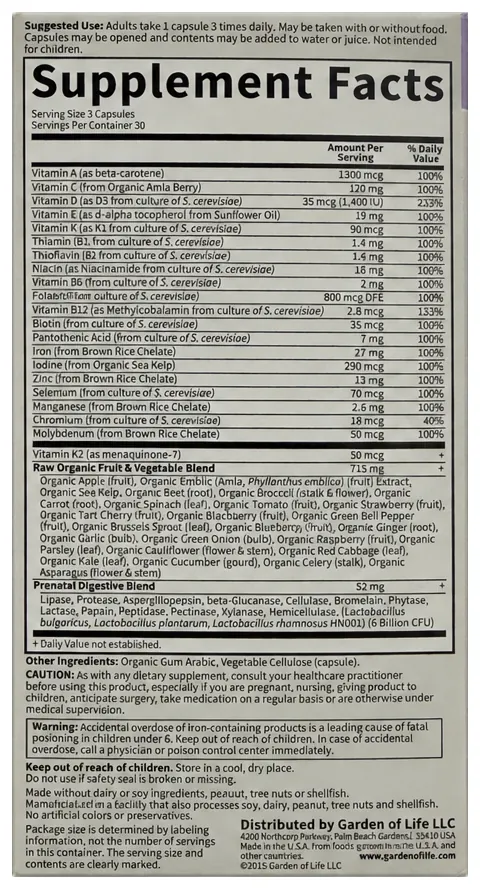 Suggested Use: Adults take 1 capsule 3 times daily. May be taken with or without food.
Capsules may be opened and contents may be added to water or juice. Not intended
for children.
Supplement Facts
Serving Size 3 Capsules
Servings Per Container 30
Amount Per Serving % Daily Value
Vitamin A (as beta-carotene) 1300 mcg 100%
Vitamin C (from Organic Amla Berry) 120 mg 100%
Vitamin D (as D3 from culture of S. cerevisiae) 35 mcg (1,400 IU) 233%
Vitamin E (as d-alpha tocopherol from Sunflower Oil) 19 mg 100%
Vitamin K (as K1 from culture of S. cerevisiae) 90 mcg 100%
Thiamin (B1, from culture of S. cerevisiae) 1.4 mg 100%
Thioflavin (B2 from culture of S. cerevisiae) 1.4 mg 100%
Niacin (as Niacinamide from culture of S. cerevisiae) 18 mg 100%
Vitamin B6 (from culture of S. cerevisiae) 2 mg 100%
culture of S. cerevisiae) 800 mcg DFE 100%
Vitamin B12 (as Methylcobalamin from culture of S. cerevisiae) 2.8 mcg 133%
Biotin (from culture of S. cerevisiae) 35 mcg 100%
Pantothenic Acid (from culture of S. cerevisiae) 7 mg 100%
Iron (from Brown Rice Chelate) 27 mg 100%
Iodine (from Organic Sea Kelp) 290 mcg 100%
Zinc (from Brown Rice Chelate) 13 mg 100%
Selenium (from culture of S. cerevisiae) 70 mcg 100%
Manganese (from Brown Rice Chelate) 2.6 mg 100%
Chromium (from culture of S. cerevisiae) 18 mcg 40%
Molybdenum (from Brown Rice Chelate) 50 mcg 100%
Vitamin K2 (as menaquinone-7) 50 mcg +
Raw Organic Fruit & Vegetable Blend 715 mg +
Organic Apple (fruit), Organic Emblic (Amla, Phyllanthus emblica) (fruit) Extract,
Organic Sea Kelp, Organic Beet (root), Organic Broccoli (stalk & flower), Organic
Carrot (root), Organic Spinach (leaf), Organic Tomato (fruit), Organic Strawberry (fruit),
Organic Tart Cherry (fruit), Organic Blackberry (fruit), Organic Green Bell Pepper
(fruit), Organic Brussels Sprout (leaf), Organic Blueberry (fruit), Organic Ginger (root),
Organic Garlic (bulb), Organic Green Onion (bulb), Organic Raspberry (fruit), Organic
Parsley (leaf), Organic Cauliflower (flower & stem), Organic Red Cabbage (leaf),
Organic Kale (leaf), Organic Cucumber (gourd), Organic Celery (stalk), Organic
Asparagus (flower & stem)
Prenatal Digestive Blend 52 mg +
Lipase, Protease, Aspergillopepsin, beta-Glucanase, Cellulase, Bromelain, Phytase,
Lactase, Papain, Peptidase, Pectinase, Xylanase, Hemicellulase, (Lactobacillus
bulgaricus, Lactobacillus plantarum, Lactobacillus rhamnosus HN001) (6 Billion CFU)
+ Daily Value not established.
Other Ingredients: Organic Gum Arabic, Vegetable Cellulose (capsule).
CAUTION: As with any dietary supplement, consult your healthcare practitioner
before using this product, especially if you are pregnant, nursing, giving product to
children, anticipate surgery, take medication on a regular basis or are otherwise under
medical supervision.
Warning: Accidental overdose of iron-containing products is a leading cause of fatal
posioning in children under 6. Keep out of reach of children. In case of accidental
overdose, call a physician or poison control center immediately.
Keep out of reach of children. Store in a cool, dry place.
Do not use if safety seal is broken or missing.
Made without dairy or soy ingredients, peanut, tree nuts or shellfish.
in a facility that also processes soy, dairy, peanut, tree nuts and shellfish.
No artificial colors or preservatives.
Package size is determined by labeling
information, not the number of servings
in this container. The serving size and
contents are clearly marked.
Distributed by Garden of Life LLC
4200 Northcorp Parkway, Palm Beach Gardens, 33410 USA
Made in the U.S.A. from foods in the U.S.A. and
other countries. www.gardenoflife.com
©2015 Garden of Life LLC